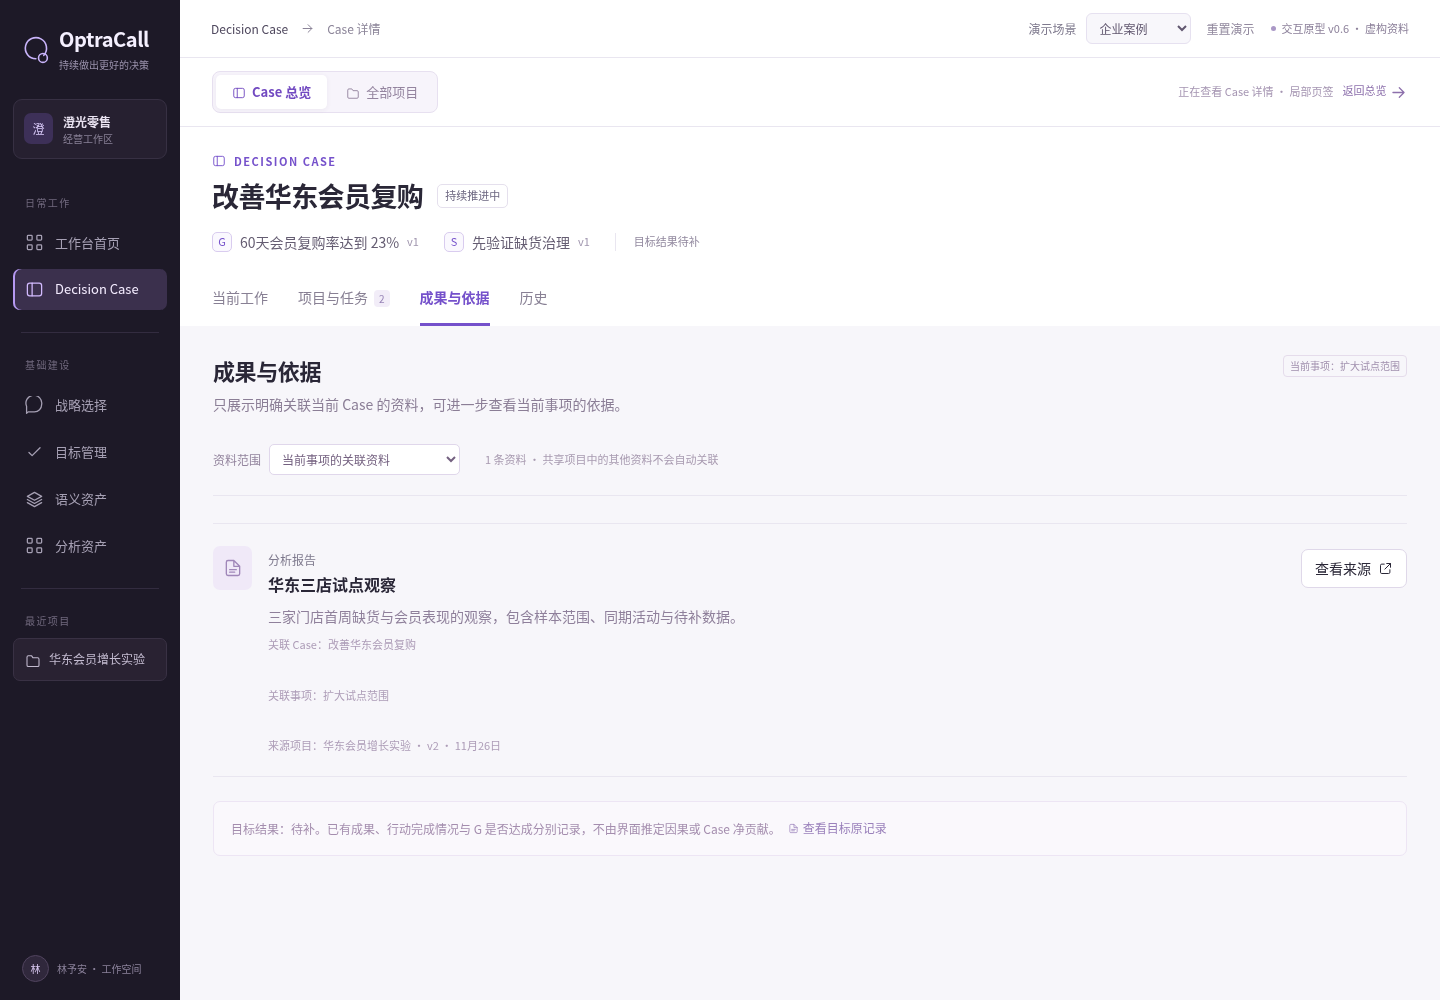 OptraCall
持续做出更好的决策
澄
澄光零售
经营工作区
日常工作
工作台首页
Decision Case
基础建设
战略选择
目标管理
语义资产
分析资产
最近项目
华东会员增长实验
林
林予安 · 工作空间
Decision Case → Case 详情
演示场景 企业案例 重置演示 交互原型 v0.6 · 虚构资料
Case 总览 全部项目
正在查看 Case 详情 · 局部页签 返回总览 →
DECISION CASE
改善华东会员复购 持续推进中
G 60天会员复购率达到 23% v1 S 先验证缺货治理 v1 目标结果待补
当前工作 项目与任务 2 成果与依据 历史
成果与依据
当前事项：扩大试点范围
只展示明确关联当前 Case 的资料，可进一步查看当前事项的依据。
资料范围 当前事项的关联资料 1 条资料 · 共享项目中的其他资料不会自动关联
分析报告
华东三店试点观察
查看来源
三家门店首周缺货与会员表现的观察，包含样本范围、同期活动与待补数据。
关联 Case：改善华东会员复购
关联事项：扩大试点范围
来源项目：华东会员增长实验 · v2 · 11月26日
目标结果：待补。已有成果、行动完成情况与 G 是否达成分别记录，不由界面推定因果或 Case 净贡献。 查看目标原记录